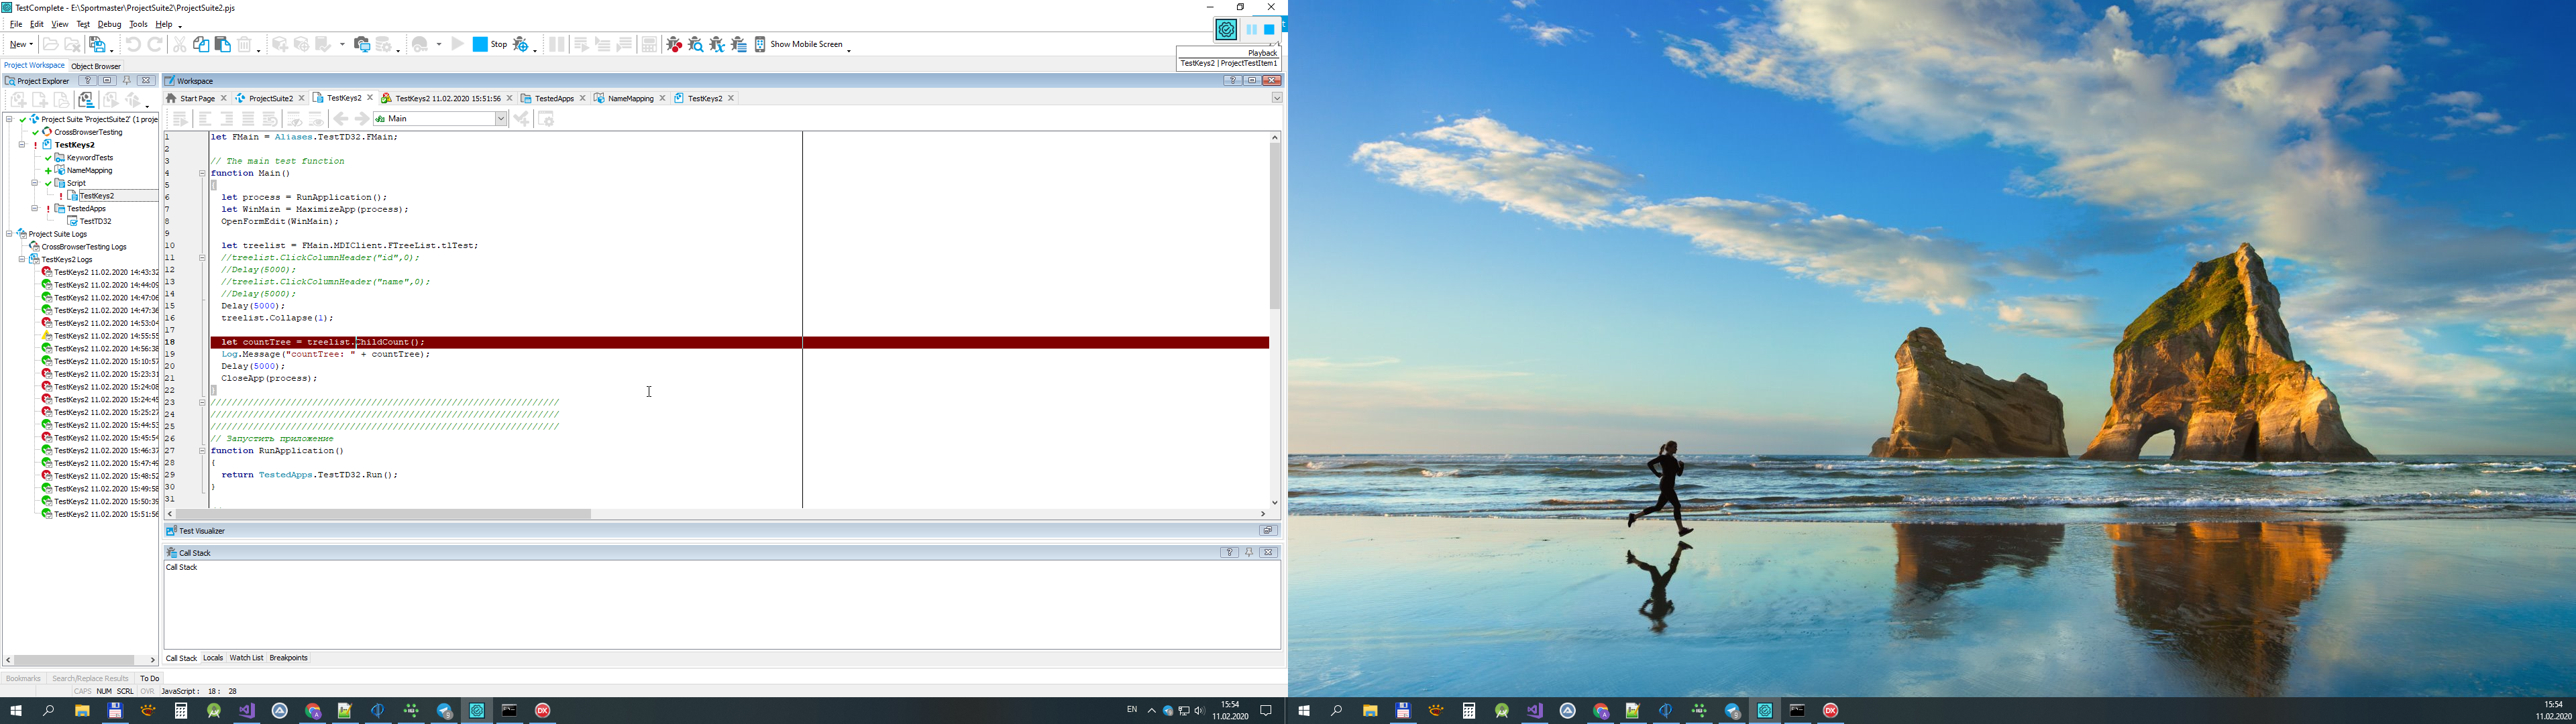 TestComplete - E:\Sportmaster\ProjectSuite2\ProjectSuite2.pjs
File Edit View Test Debug Tools Help
New Stop Show Mobile Screen
Playback
TestKeys2 | ProjectTestItem1
Project Workspace Object Browser
Project Explorer
Workspace
Start Page ProjectSuite2 TestKeys2 TestKeys2 11.02.2020 15:51:56 TestedApps NameMapping TestKeys2
Main
Project Suite 'ProjectSuite2' (1 proje
CrossBrowserTesting
TestKeys2
KeywordTests
NameMapping
Script
TestKeys2
TestedApps
TestTD32
Project Suite Logs
CrossBrowserTesting Logs
TestKeys2 Logs
TestKeys2 11.02.2020 14:43:32
TestKeys2 11.02.2020 14:44:09
TestKeys2 11.02.2020 14:47:06
TestKeys2 11.02.2020 14:47:36
TestKeys2 11.02.2020 14:53:04
TestKeys2 11.02.2020 14:55:55
TestKeys2 11.02.2020 14:56:38
TestKeys2 11.02.2020 15:10:57
TestKeys2 11.02.2020 15:23:31
TestKeys2 11.02.2020 15:24:08
TestKeys2 11.02.2020 15:24:45
TestKeys2 11.02.2020 15:25:27
TestKeys2 11.02.2020 15:44:53
TestKeys2 11.02.2020 15:45:54
TestKeys2 11.02.2020 15:46:37
TestKeys2 11.02.2020 15:47:49
TestKeys2 11.02.2020 15:48:52
TestKeys2 11.02.2020 15:49:58
TestKeys2 11.02.2020 15:50:39
TestKeys2 11.02.2020 15:51:56
1 let FMain = Aliases.TestTD32.FMain;
2
3 // The main test function
4 function Main()
5 {
6 let process = RunApplication();
7 let WinMain = MaximizeApp(process);
8 OpenFormEdit(WinMain);
9
10 let treelist = FMain.MDIClient.FTreeList.tlTest;
11 //treelist.ClickColumnHeader("id",0);
12 //Delay(5000);
13 //treelist.ClickColumnHeader("name",0);
14 //Delay(5000);
15 Delay(5000);
16 treelist.Collapse(1);
17
18 let countTree = treelist.ChildCount();
19 Log.Message("countTree: " + countTree);
20 Delay(5000);
21 CloseApp(process);
22 }
23 //////////////////////////////////////////////////////////////////
24 //////////////////////////////////////////////////////////////////
25 //////////////////////////////////////////////////////////////////
26 // Запустить приложение
27 function RunApplication()
28 {
29 return TestedApps.TestTD32.Run();
30 }
31
Test Visualizer
Call Stack
Call Stack
Call Stack Locals Watch List Breakpoints
Bookmarks Search/Replace Results To Do
CAPS NUM SCRL OVR JavaScript : 18 : 28
EN 15:54
11.02.2020
15:54
11.02.2020